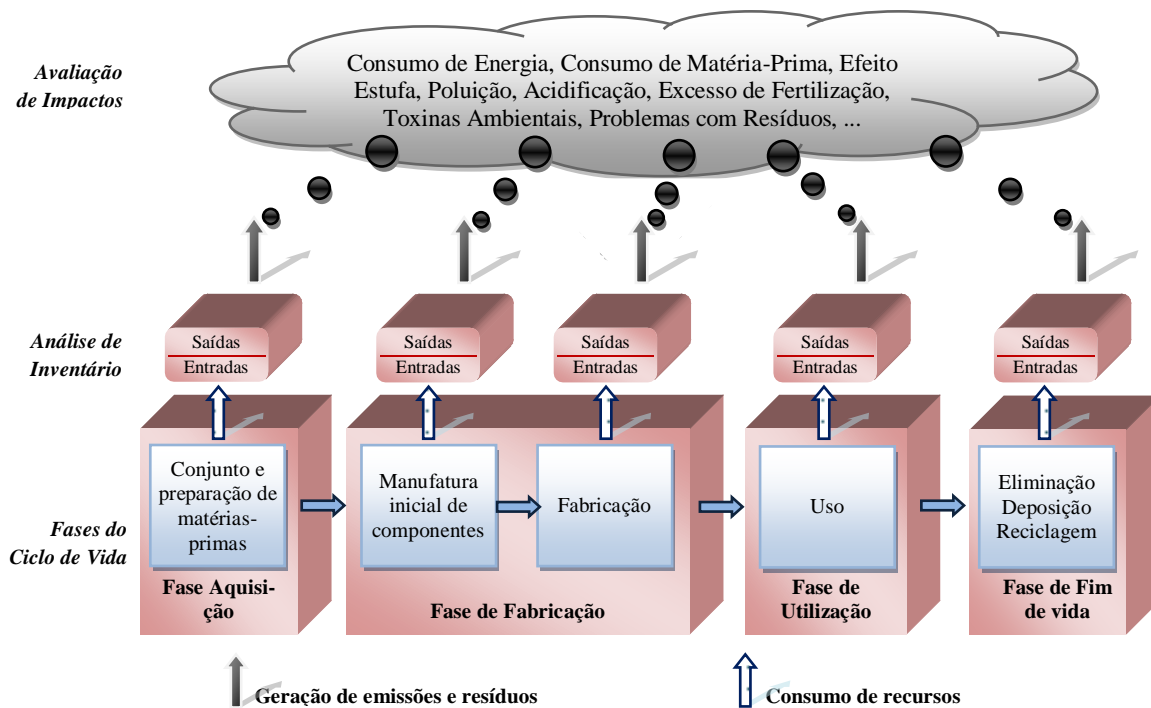 Avaliação
de Impactos
Consumo de Energia, Consumo de Matéria-Prima, Efeito
Estufa, Poluição, Acidificação, Excesso de Fertilização,
Toxinas Ambientais, Problemas com Resíduos, ...
Análise de
Inventário
Saídas
Entradas
Saídas
Entradas
Saídas
Entradas
Saídas
Entradas
Saídas
Entradas
Fases do
Ciclo de Vida
Conjunto e
preparação de
matérias-
primas
Fase Aquisi-
ção
Manufatura
inicial de
componentes
Fabricação
Fase de Fabricação
Uso
Fase de
Utilização
Eliminação
Deposição
Reciclagem
Fase de Fim
de vida
Geração de emissões e resíduos
Consumo de recursos